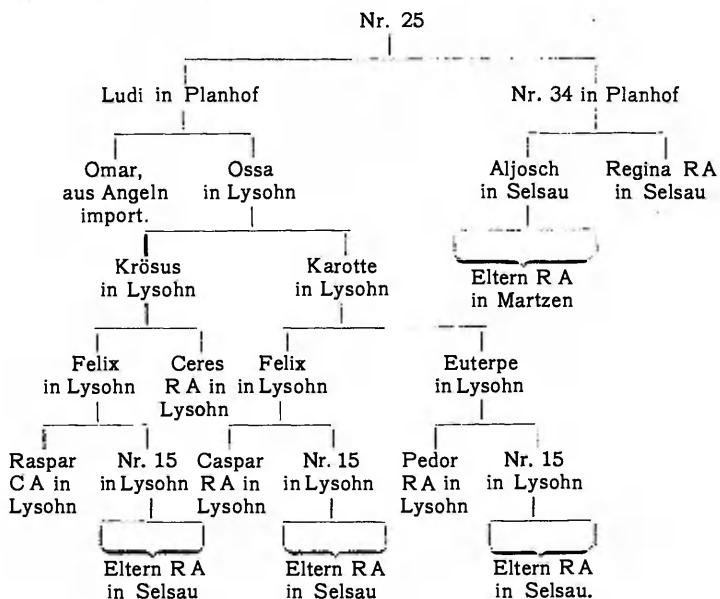 Nr. 25
Ludi in Planhof Nr. 34 in Planhof
Omar, Ossa Aljosch Regina RA
aus Angeln in Lysohn in Selsau in Selsau
import.
Krösus Karotte Eltern R A
in Lysohn in Lysohn in Martzen
Felix Ceres Felix Euterpe
in Lysohn R A in in Lysohn in Lysohn
Lysohn
Raspar Nr. 15 Caspar Nr. 15 Pedor Nr. 15
C A in in Lysohn RA in in Lysohn RA in in Lysohn
Lysohn Lysohn Lysohn
Eltern R A Eltern R A Eltern R A
in Selsau in Selsau in Selsau.